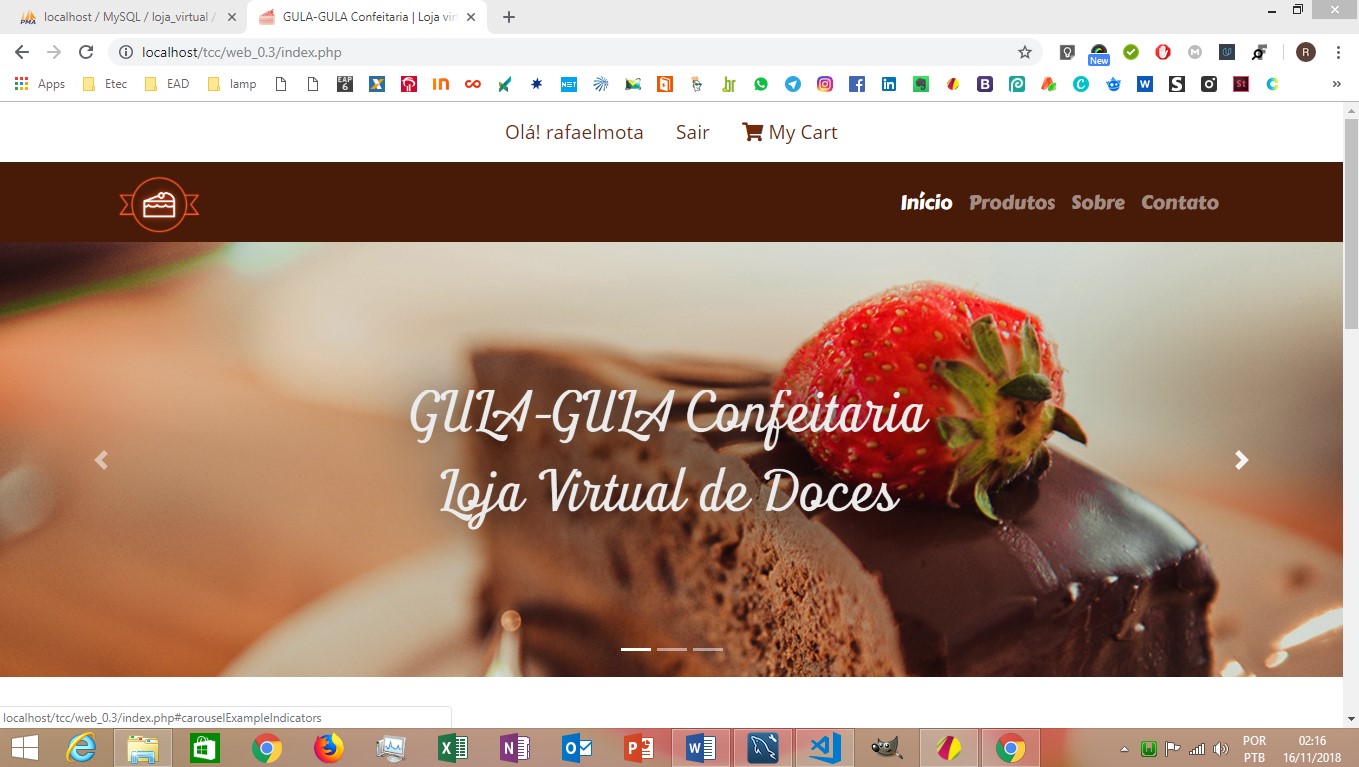 localhost / MySQL / loja_virtual /
GULA-GULA Confeitaria | Loja vir
localhost/tcc/web_0.3/index.php
New
R
Apps
Etec
EAD
lamp
Olá! rafaelmota
Sair
My Cart
Início
Produtos
Sobre
Contato
GULA-GULA Confeitaria
Loja Virtual de Doces
localhost/tcc/web_0.3/index.php#carouselExampleIndicators
POR
PTB
02:16
16/11/2018